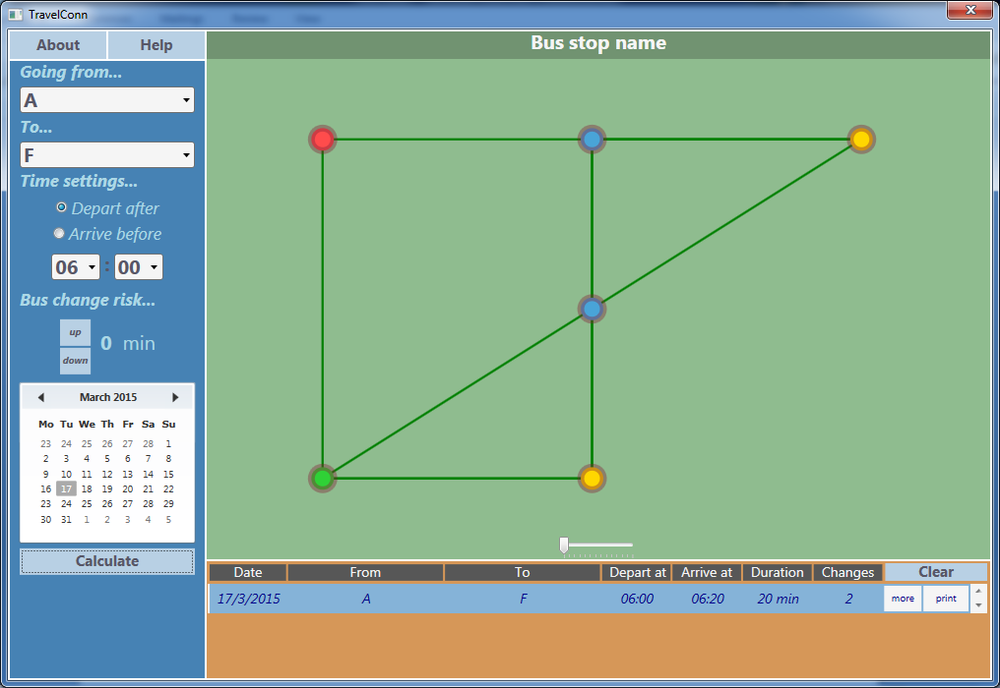 TravelConn
About Help
Bus stop name
Going from...
A
To...
F
Time settings...
Depart after
Arrive before
06 : 00
Bus change risk...
up
0 min
down
March 2015
Mo Tu We Th Fr Sa Su
23 24 25 26 27 28 1
2 3 4 5 6 7 8
9 10 11 12 13 14 15
16 17 18 19 20 21 22
23 24 25 26 27 28 29
30 31 1 2 3 4 5
Calculate
Date From To Depart at Arrive at Duration Changes Clear
17/3/2015 A F 06:00 06:20 20 min 2 more print